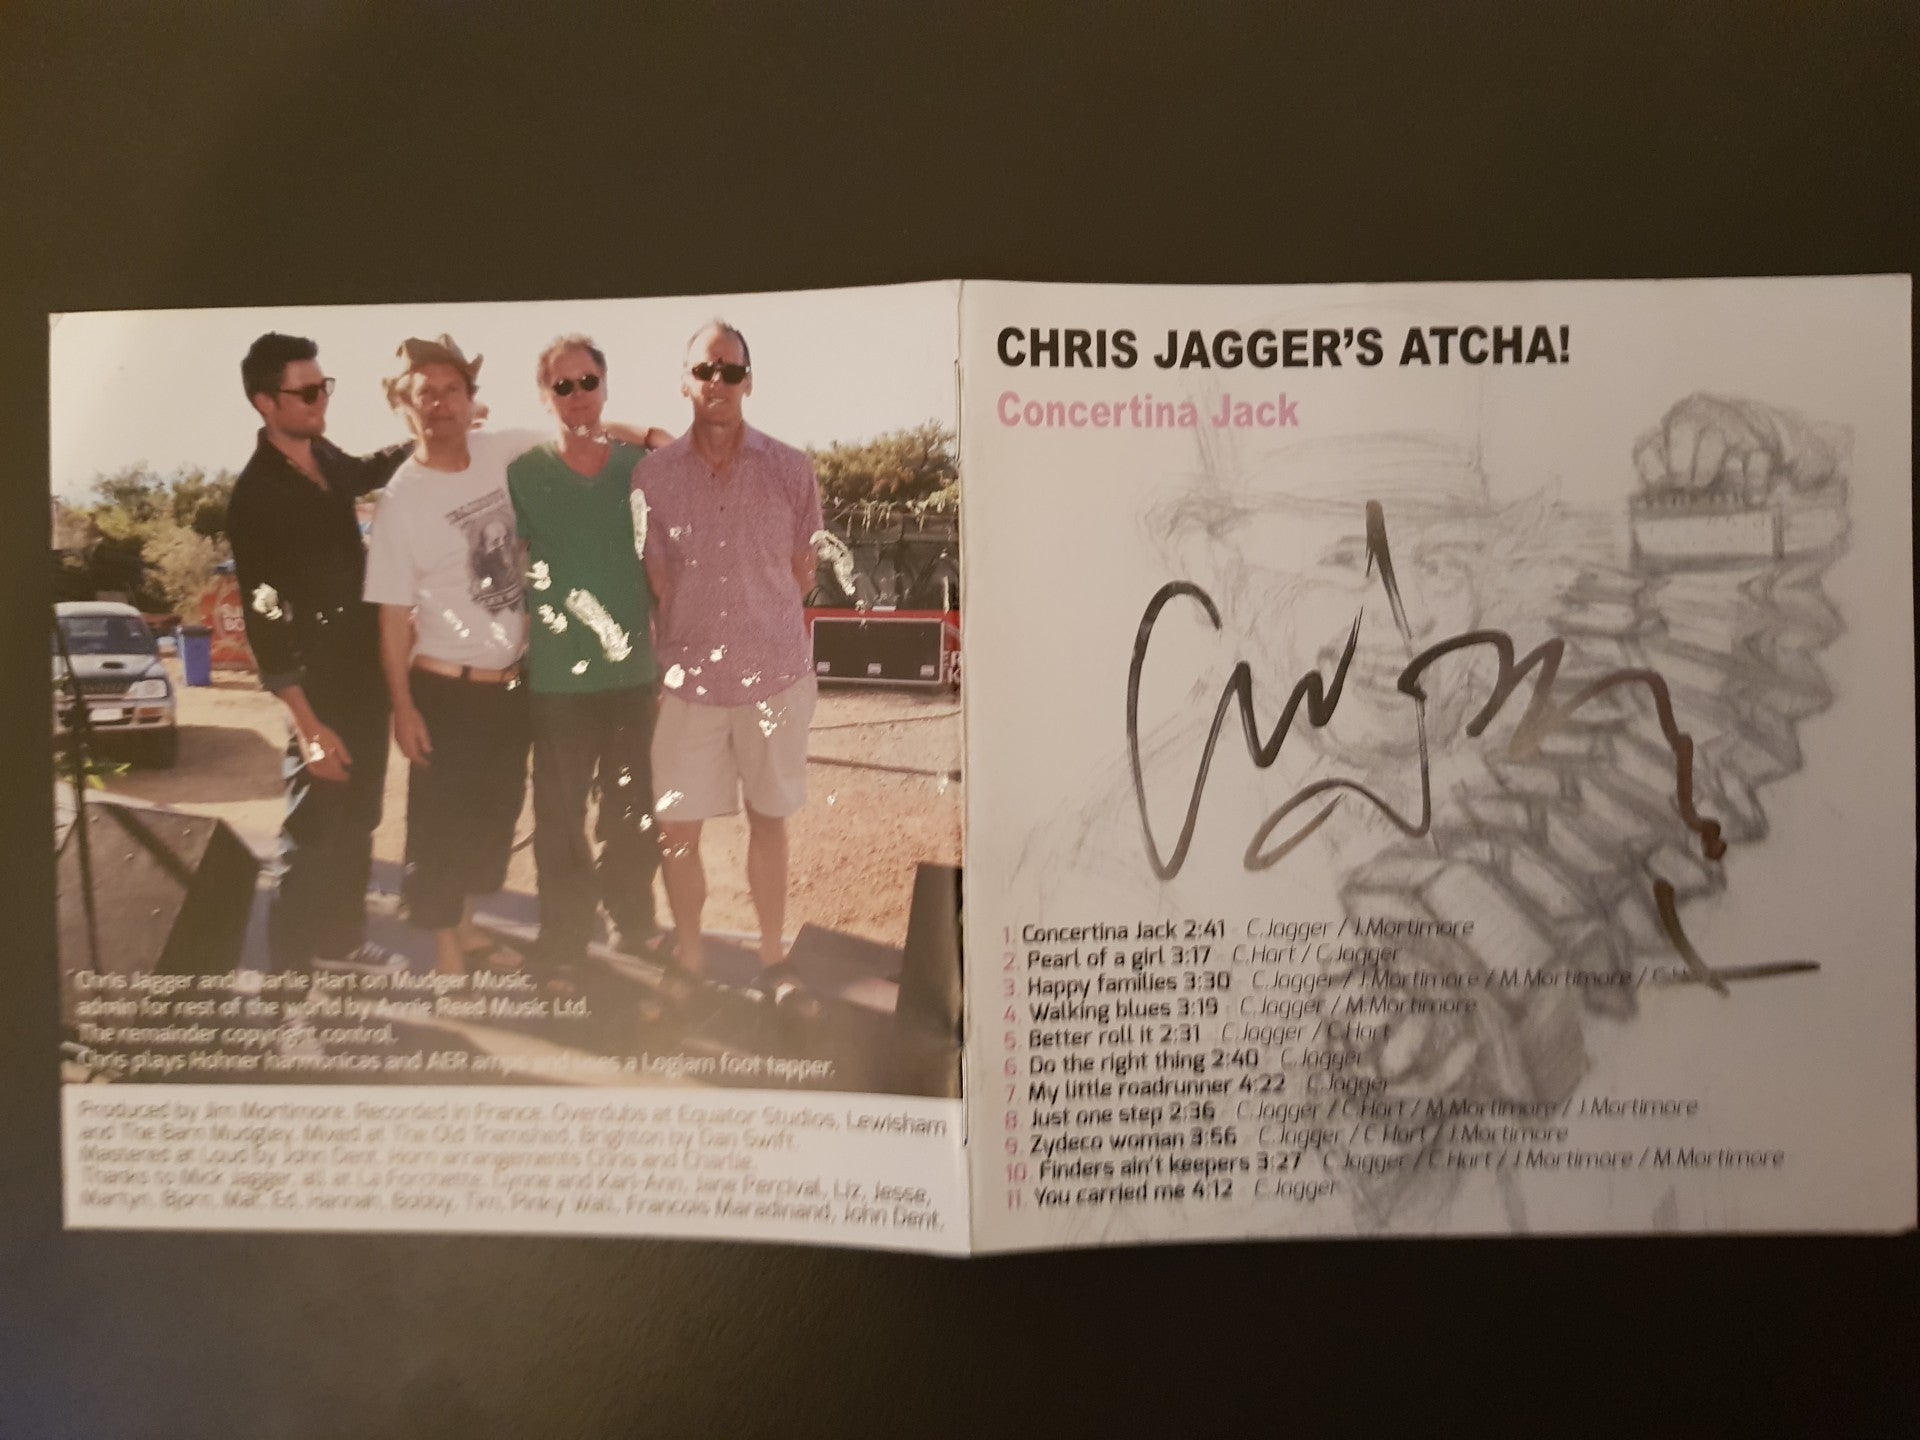 Chris Jagger and Charlie Hart on Mudger Music,
admin for rest of the world by Annie Reed Music Ltd.
The remainder copyright control.
Chris plays Hohner harmonicas and AER amps and uses a Logjam foot tapper.
Produced by Jim Mortimore. Recorded in France. Overdubs at Equator Studios, Lewisham
and The Barn Mudgley. Mixed at The Old Tramshed, Brighton by Dan Swift.
Mastered at Loud by John Dent. Horn arrangements Chris and Charlie.
Thanks to Mick Jagger, all at La Forchette, Lynne and Karl-Ann, Jane Percival, Liz, Jesse,
Martyn, Bjorn, Mat, Ed, Hannah, Bobby, Tim, Pinky Watt, Francois Maradinand, John Dent.
CHRIS JAGGER'S ATCHA!
Concertina Jack
1. Concertina Jack 2:41 - C.Jagger / J.Mortimore
2. Pearl of a girl 3:17 - C.Hart / C.Jagger
3. Happy families 3:30 - C.Jagger / J.Mortimore / M.Mortimore /
4. Walking blues 3:19 - C.Jagger / M.Mortimore
5. Better roll it 2:31 - C.Jagger / C.Hart
6. Do the right thing 2:40 - C.Jagger
7. My little roadrunner 4:22 - C.Jagger
8. Just one step 2:36 - C.Jagger / C.Hart / M.Mortimore / J.Mortimore
9. Zydeco woman 3:56 - C.Jagger / C.Hart / J.Mortimore
10. Finders ain't keepers 3:27 - C.Jagger / C.Hart / J.Mortimore / M.Mortimore
11. You carried me 4:12 - C.Jagger